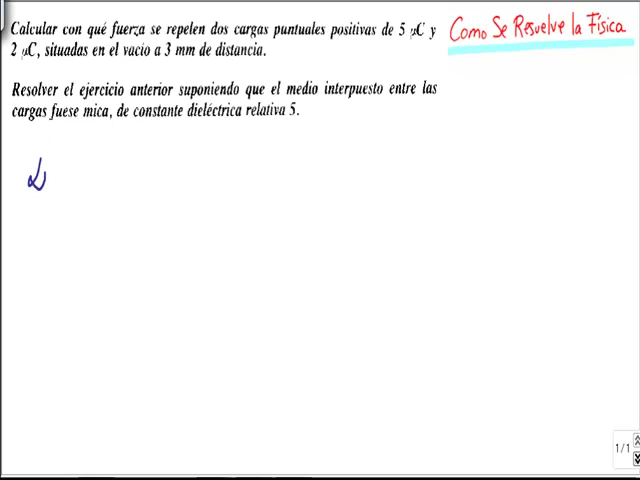 Calcular con qué fuerza se repelen dos cargas puntuales positivas de 5 μC y
2 μC, situadas en el vacío a 3 mm de distancia.
Resolver el ejercicio anterior suponiendo que el medio interpuesto entre las
cargas fuese mica, de constante dieléctrica relativa 5.
Como Se Resuelve la Física
1/1